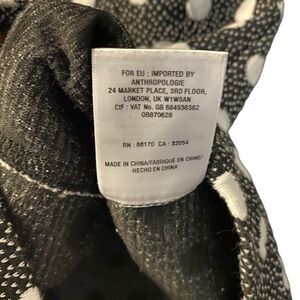 FOR EU : IMPORTED BY
ANTHROPOLOGIE
24 MARKET PLACE, 3RD FLOOR,
LONDON, UK W1W8AN
CIF : VAT No. GB 684936382
0B870628
RN : 66170 CA : 32054
MADE IN CHINA/FABRIQUÉ EN CHINE/
HECHO EN CHINA